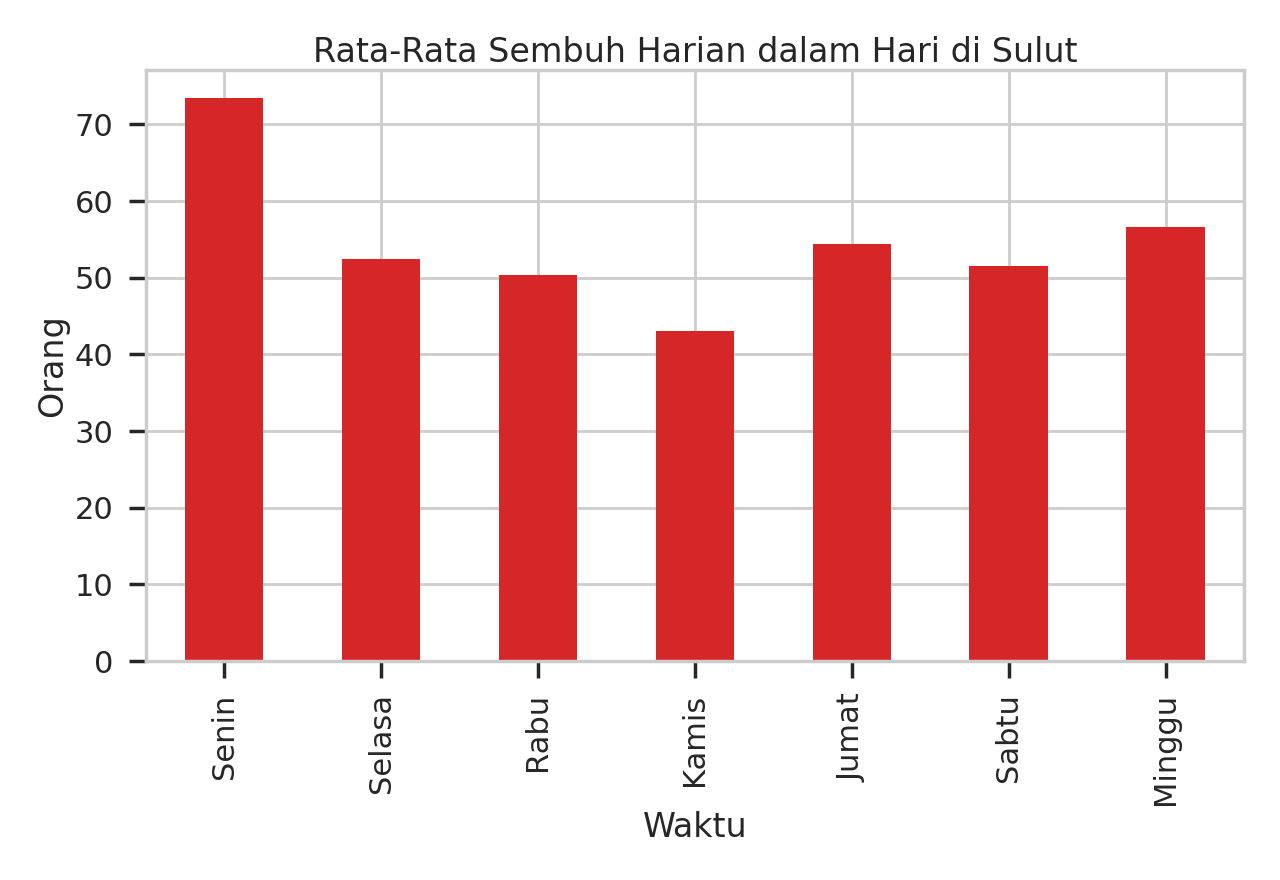 Rata-Rata Sembuh Harian dalam Hari di Sulut
Orang
70
60
50
40
30
20
10
0
Senin
Selasa
Rabu
Kamis
Jumat
Sabtu
Minggu
Waktu